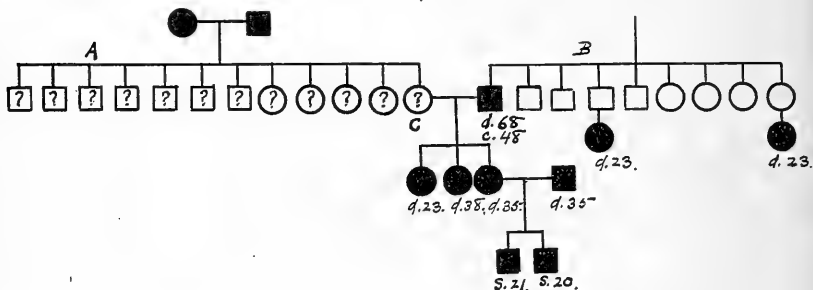 A B
? ? ? ? ? ? ? ? ? ? ? ?
C d.68
c.48
d.23. d.23.
d.23. d.38. d.35. d.35
S.21. S.20.